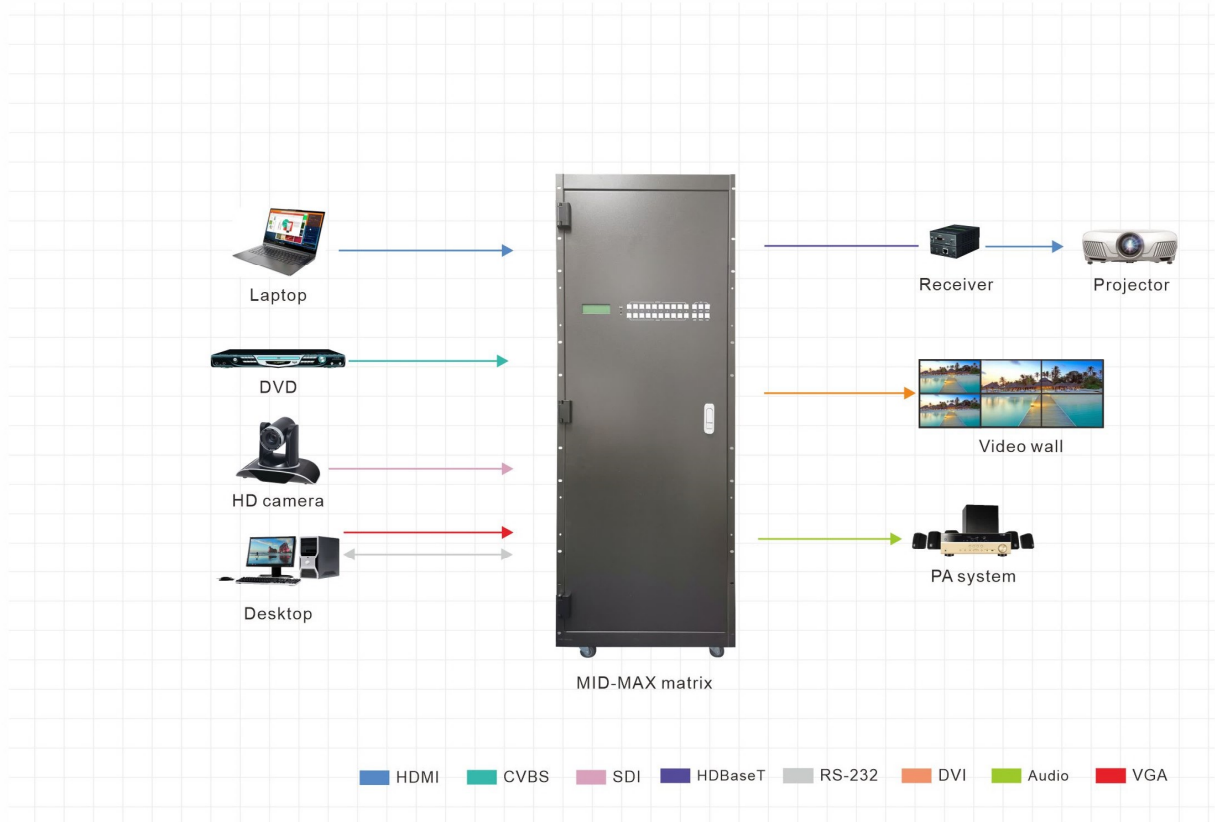 Laptop
Receiver
Projector
DVD
Video wall
HD camera
PA system
Desktop
MID-MAX matrix
HDMI
CVBS
SDI
HDBaseT
RS-232
DVI
Audio
VGA